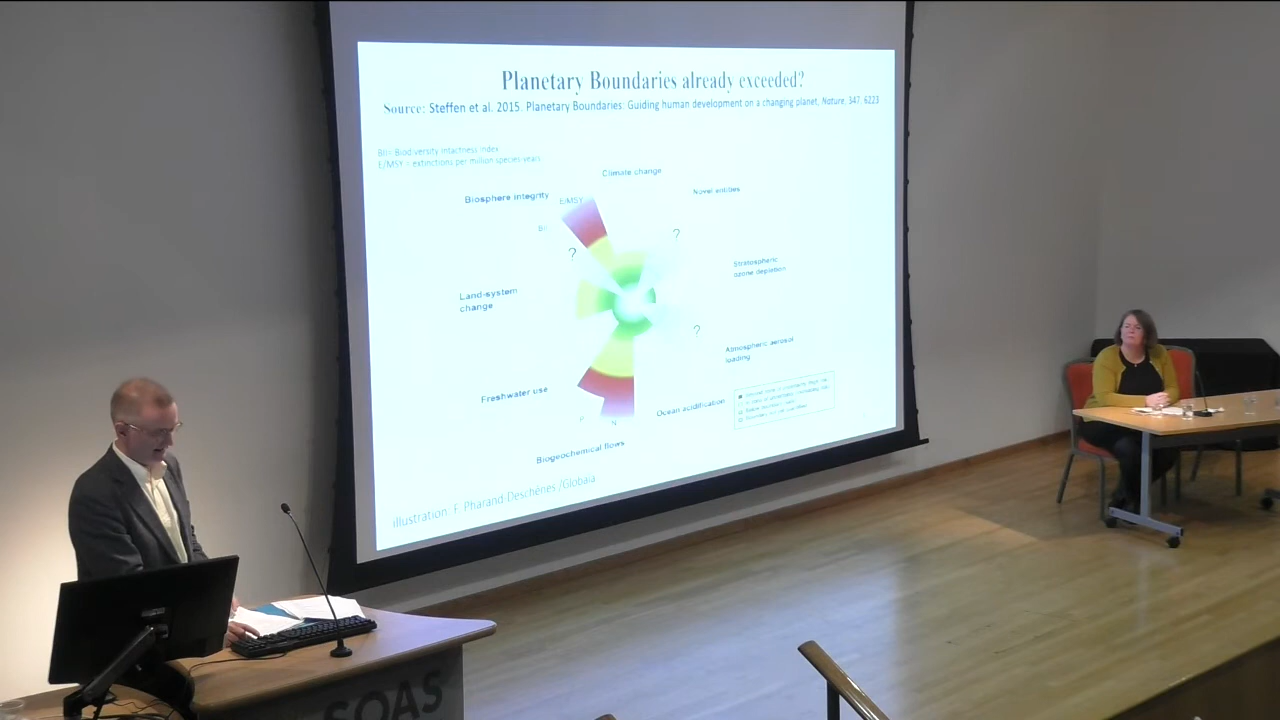 Planetary Boundaries already exceeded?
Source: Steffen et al. 2015. Planetary Boundaries: Guiding human development on a changing planet, Nature: 347. 6223
BII= Biodiversity Intactness Index
E/MSY = extinctions per million species-years
Climate change
Novel entities
Biosphere integrity
E/MSY
BII
?
?
Stratospheric
ozone depletion
Land-system
change
?
Atmospheric aerosol
loading
Freshwater use
Ocean acidification
P
N
Biogeochemical flows
illustration: F. Pharand-Deschênes /Globaia
SOAS